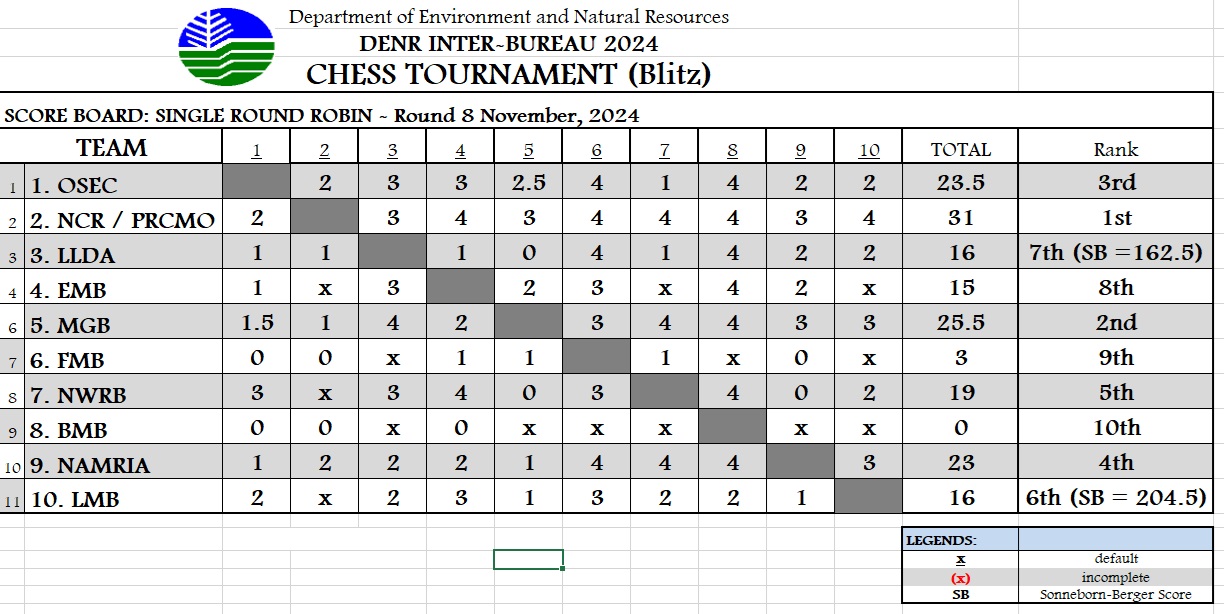 Department of Environment and Natural Resources
DENR INTER-BUREAU 2024
CHESS TOURNAMENT (Blitz)
SCORE BOARD: SINGLE ROUND ROBIN ~ Round 8 November, 2024
TEAM 1 2 3 4 5 6 7 8 9 10 TOTAL Rank
1 1. OSEC 2 3 3 2.5 4 1 4 2 2 23.5 3rd
2 2. NCR / PRCMO 2 3 4 3 4 4 4 3 4 31 1st
3 3. LLDA 1 1 1 0 4 1 4 2 2 16 7th (SB =162.5)
4 4. EMB 1 x 3 2 3 x 4 2 x 15 8th
6 5. MGB 1.5 1 4 2 3 4 4 3 3 25.5 2nd
7 6. FMB 0 0 x 1 1 1 x 0 x 3 9th
8 7. NWRB 3 x 3 4 0 3 4 0 2 19 5th
9 8. BMB 0 0 x 0 x x x x x 0 10th
10 9. NAMRIA 1 2 2 2 1 4 4 4 3 23 4th
11 10. LMB 2 x 2 3 1 3 2 2 1 16 6th (SB = 204.5)
LEGENDS:
x default
(x) incomplete
SB Sonneborn-Berger Score